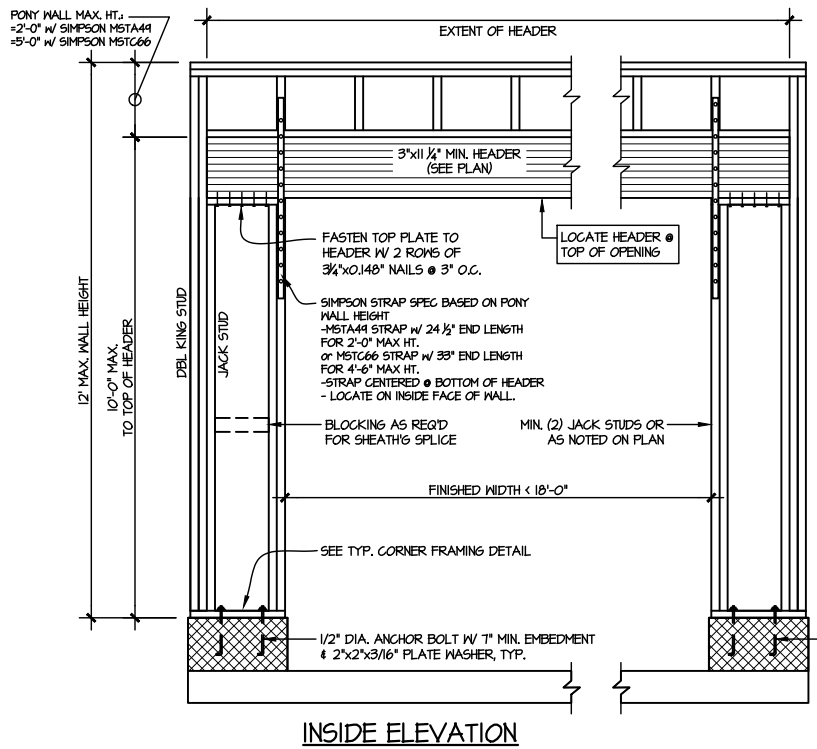 PONY WALL MAX. HT.:
=2'-0" W/ SIMPSON MSTA49
=5'-0" W/ SIMPSON MSTC66
EXTENT OF HEADER
3"x11 1/4" MIN. HEADER
(SEE PLAN)
FASTEN TOP PLATE TO
HEADER W/ 2 ROWS OF
3 1/4"x0.148" NAILS @ 3" O.C.
LOCATE HEADER @
TOP OF OPENING
SIMPSON STRAP SPEC BASED ON PONY
WALL HEIGHT
-MSTA49 STRAP W/ 24 1/2" END LENGTH
FOR 2'-0" MAX HT.
or MSTC66 STRAP W/ 33" END LENGTH
FOR 4'-6" MAX HT.
-STRAP CENTERED @ BOTTOM OF HEADER
- LOCATE ON INSIDE FACE OF WALL.
12' MAX. WALL HEIGHT
10'-0" MAX.
TO TOP OF HEADER
DBL KING STUD
JACK STUD
BLOCKING AS REQ'D
FOR SHEATH'G SPLICE
MIN. (2) JACK STUDS OR
AS NOTED ON PLAN
FINISHED WIDTH < 18'-0"
SEE TYP. CORNER FRAMING DETAIL
1/2" DIA. ANCHOR BOLT W/ 7" MIN. EMBEDMENT
& 2"x2"x3/16" PLATE WASHER, TYP.
INSIDE ELEVATION